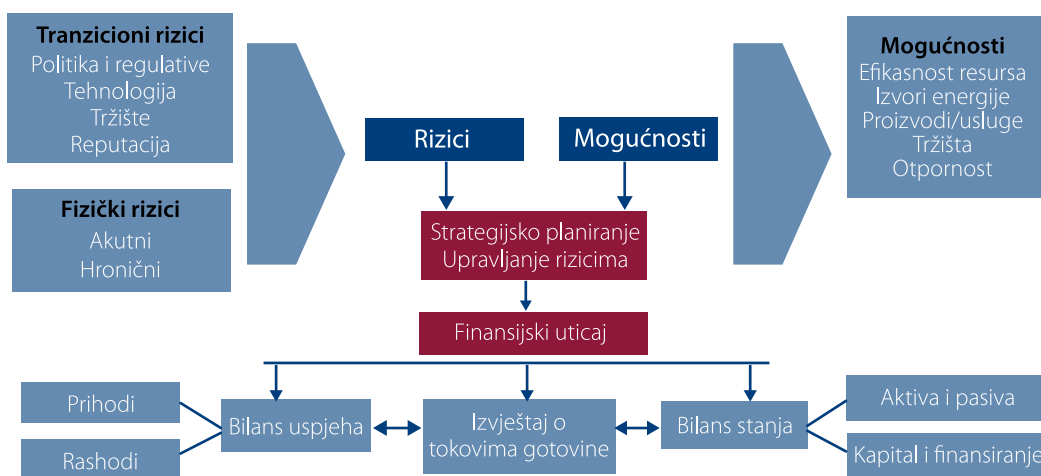 Tranzicioni rizici
Politika i regulative
Tehnologija
Tržište
Reputacija
Fizički rizici
Akutni
Hronični
Rizici
Mogućnosti
Mogućnosti
Efikasnost resursa
Izvori energije
Proizvodi/usluge
Tržišta
Otpornost
Strategijsko planiranje
Upravljanje rizicima
Finansijski uticaj
Prihodi
Rashodi
Bilans uspjeha
Izvještaj o
tokovima gotovine
Bilans stanja
Aktiva i pasiva
Kapital i finansiranje